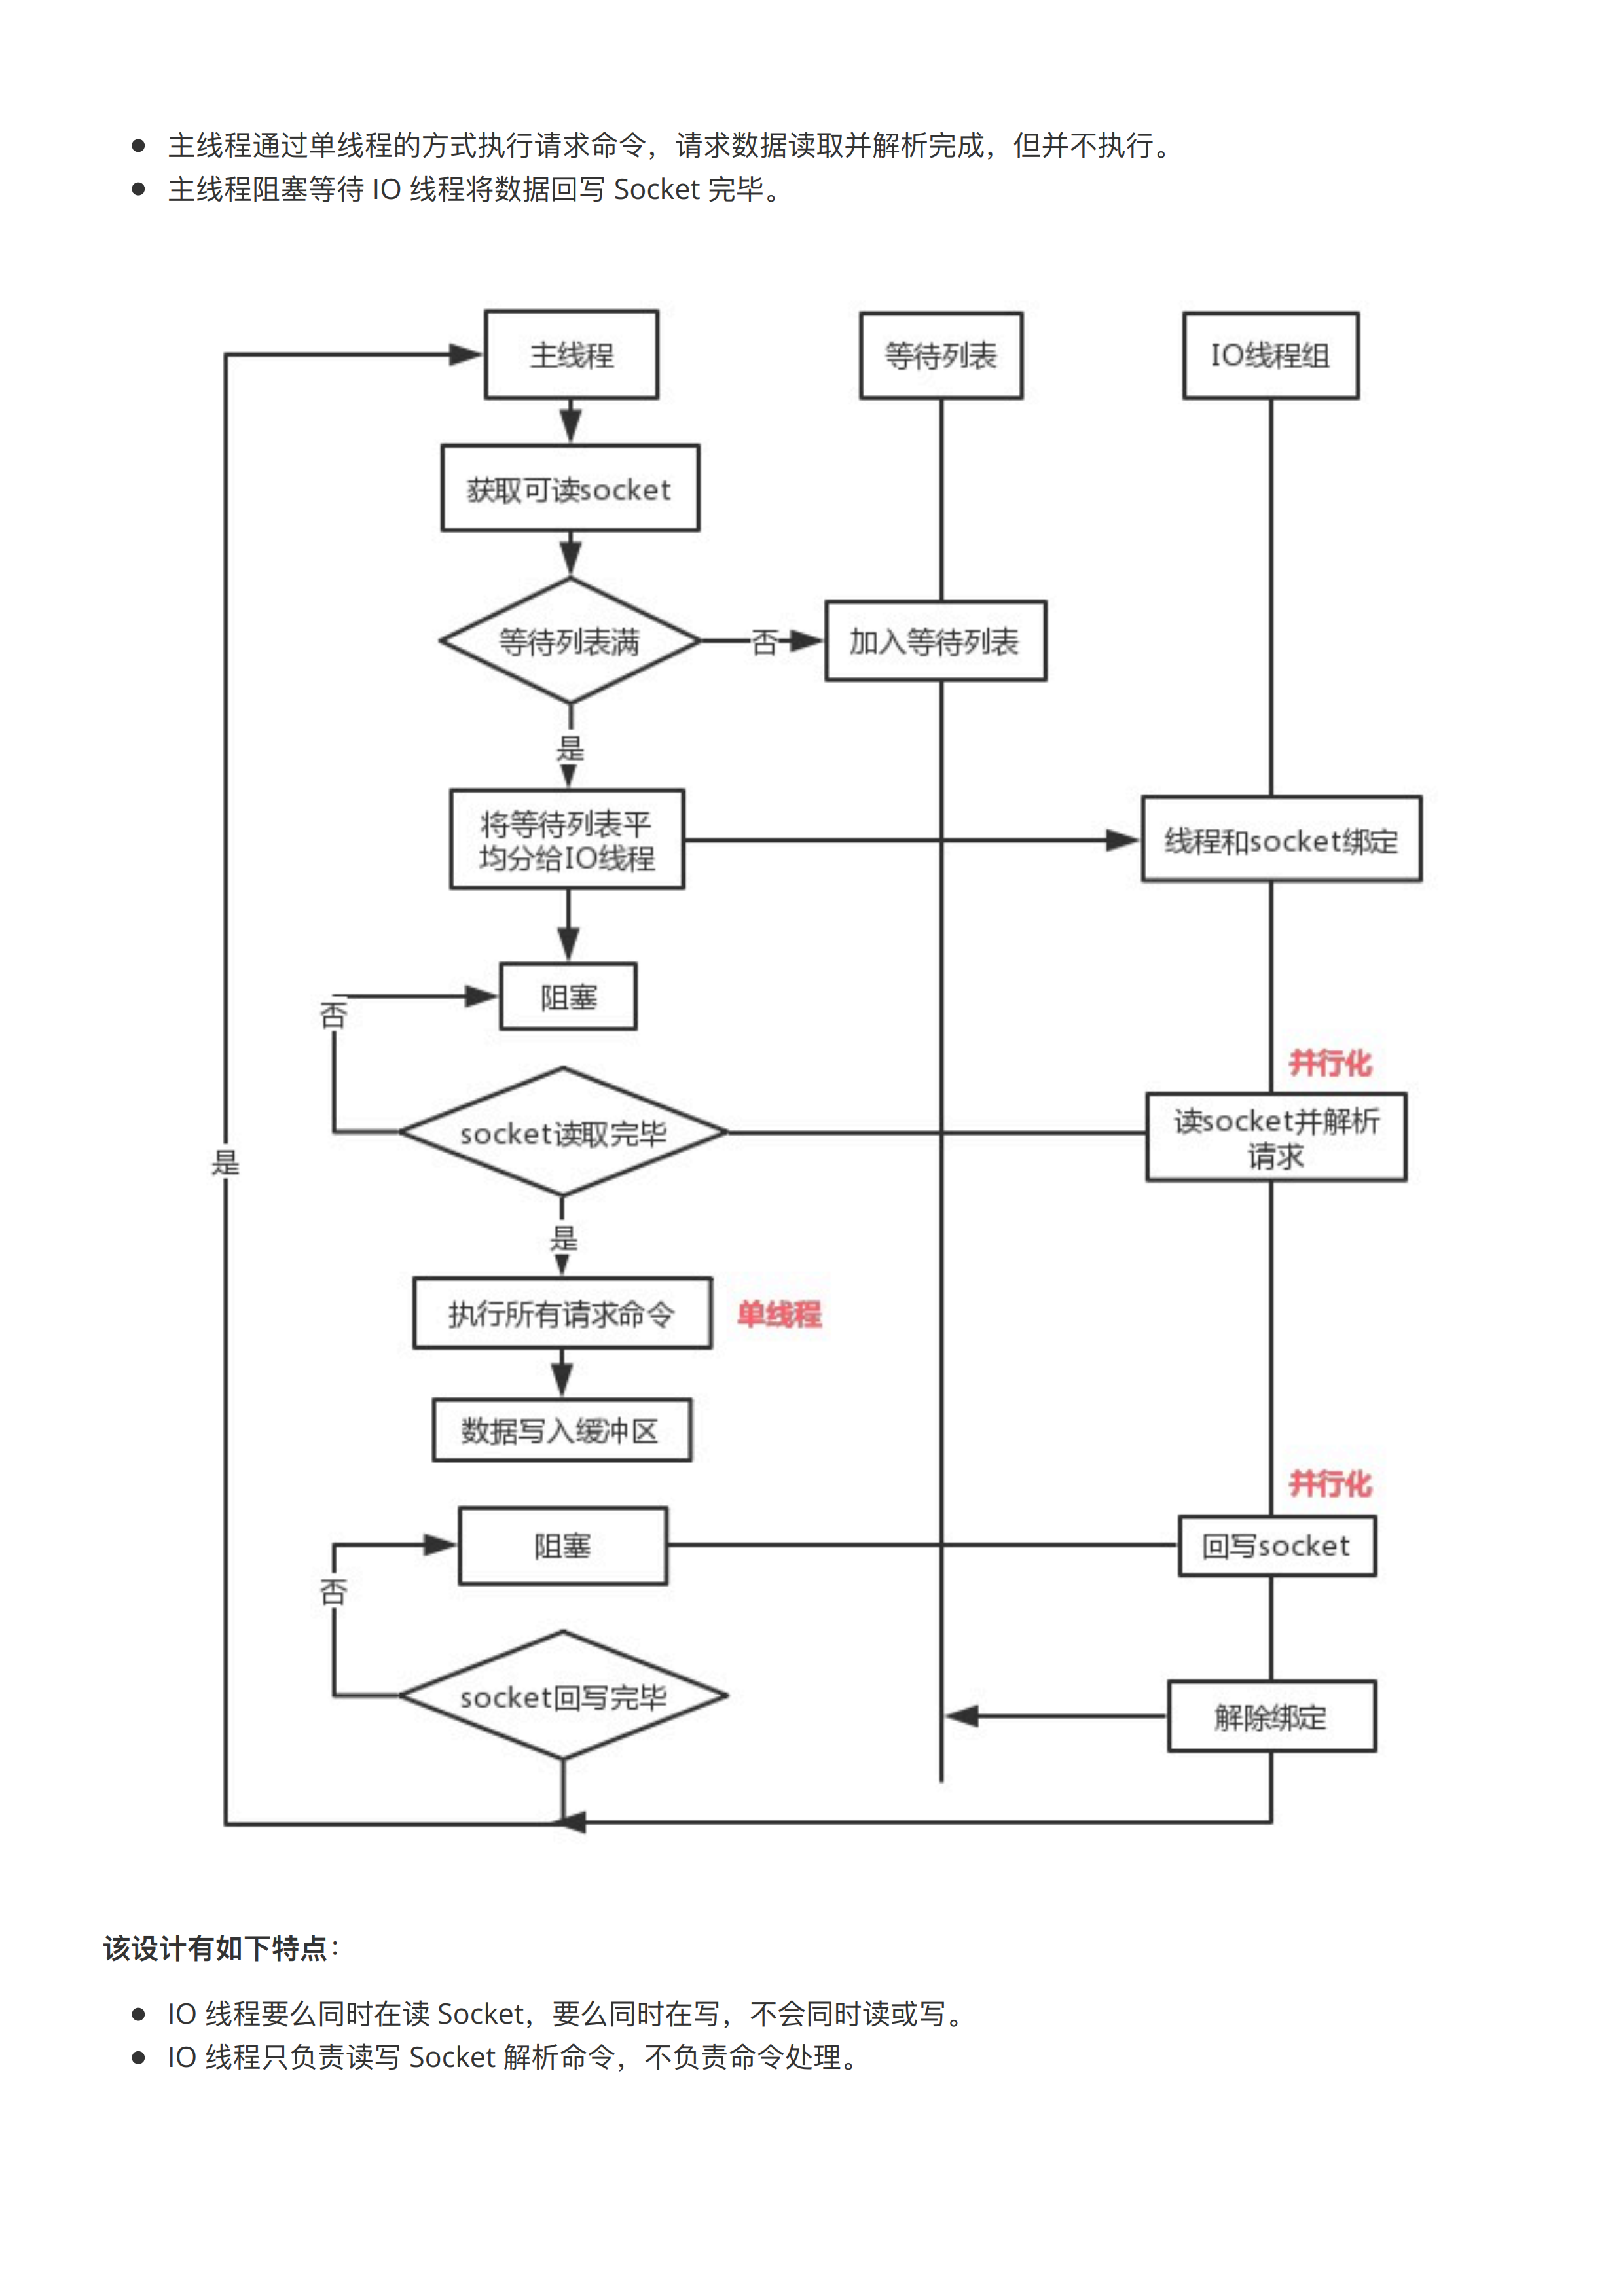 主线程通过单线程的方式执行请求命令，请求数据读取并解析完成，但并不执行。
主线程阻塞等待 IO 线程将数据回写 Socket 完毕。
主线程
等待列表
IO线程组
获取可读socket
等待列表满
否
加入等待列表
是
将等待列表平
均分给IO线程
线程和socket绑定
阻塞
否
并行化
socket读取完毕
读socket并解析
请求
是
是
执行所有请求命令
单线程
数据写入缓冲区
并行化
阻塞
回写socket
否
socket回写完毕
解除绑定
该设计有如下特点：
IO 线程要么同时在读 Socket，要么同时在写，不会同时读或写。
IO 线程只负责读写 Socket 解析命令，不负责命令处理。